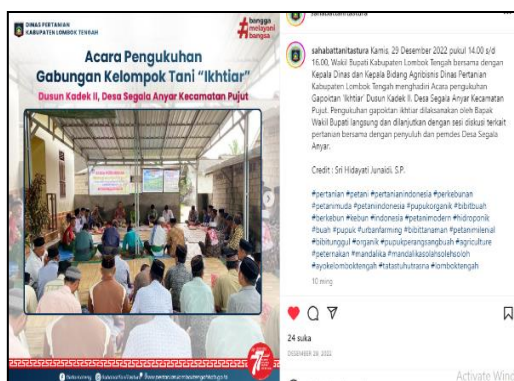 DINAS PERTANIAN
KABUPATEN LOMBOK TENGAH
#bangga
melayani
bangsa
Acara Pengukuhan
Gabungan Kelompok Tani "Ikhtiar"
Dusun Kadek II, Desa Segala Anyar Kecamatan Pujut
sahabattanitastura Kamis, 29 Desember 2022 pukul 14.00 s/d
16.00, Wakil Bupati Kabupaten Lombok Tengah bersama dengan
Kepala Dinas dan Kepala Bidang Agribisnis Dinas Pertanian
Kabupaten Lombok Tengah menghadiri Acara pengukuhan
Gapoktan 'Ikhtiar' Dusun Kadek II, Desa Segala Anyar Kecamatan
Pujut. Pengukuhan gapoktan ikhtiar dilaksanakan oleh Bapak
Wakil Bupati langsung dan dilanjutkan dengan sesi diskusi terkait
pertanian bersama dengan penyuluh dan pemdes Desa Segala
Anyar.
Credit : Sri Hidayati Junaidi, S.P.
#pertanian #petani #pertanianindonesia #perkebunan
#petanimuda #petaniindonesia #pupukorganik #bibitbuah
#berkebun #kebun #indonesia #petanimodern #hidroponik
#buah #pupuk #urbanfarming #bibittanaman #petanimilenial
#bibitunggul #organik #pupukperangsangbuah #agriculture
#peternakan #mandalika #mandalikasolahsolehsoloh
#ayokelomboktengah #tatastuhutrasna #lomboktengah
10 mng
24 suka
DESEMBER 29, 2022
Activate Wind